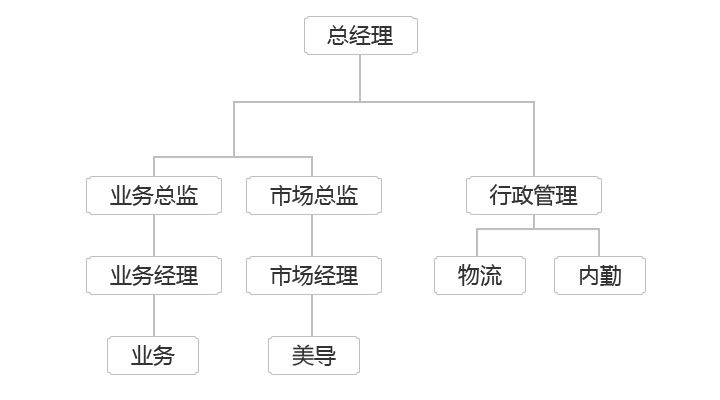 总经理
业务总监
市场总监
行政管理
业务经理
市场经理
物流
内勤
业务
美导